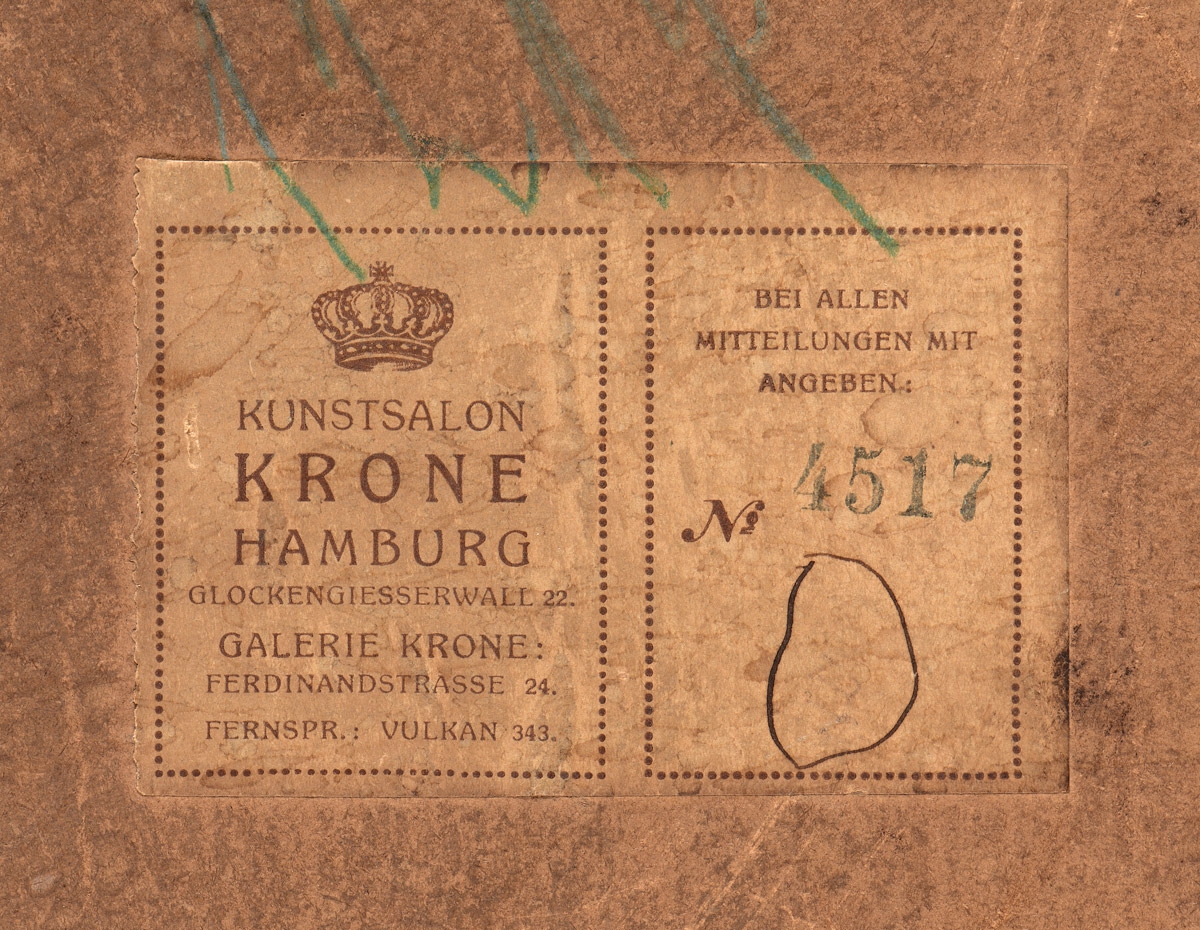 KUNSTSALON
KRONE
HAMBURG
GLOCKENGIESSERWALL 22.
GALERIE KRONE:
FERDINANDSTRASSE 24.
FERNSPR.: VULKAN 343.
BEI ALLEN
MITTEILUNGEN MIT
ANGEBEN:
No 4517